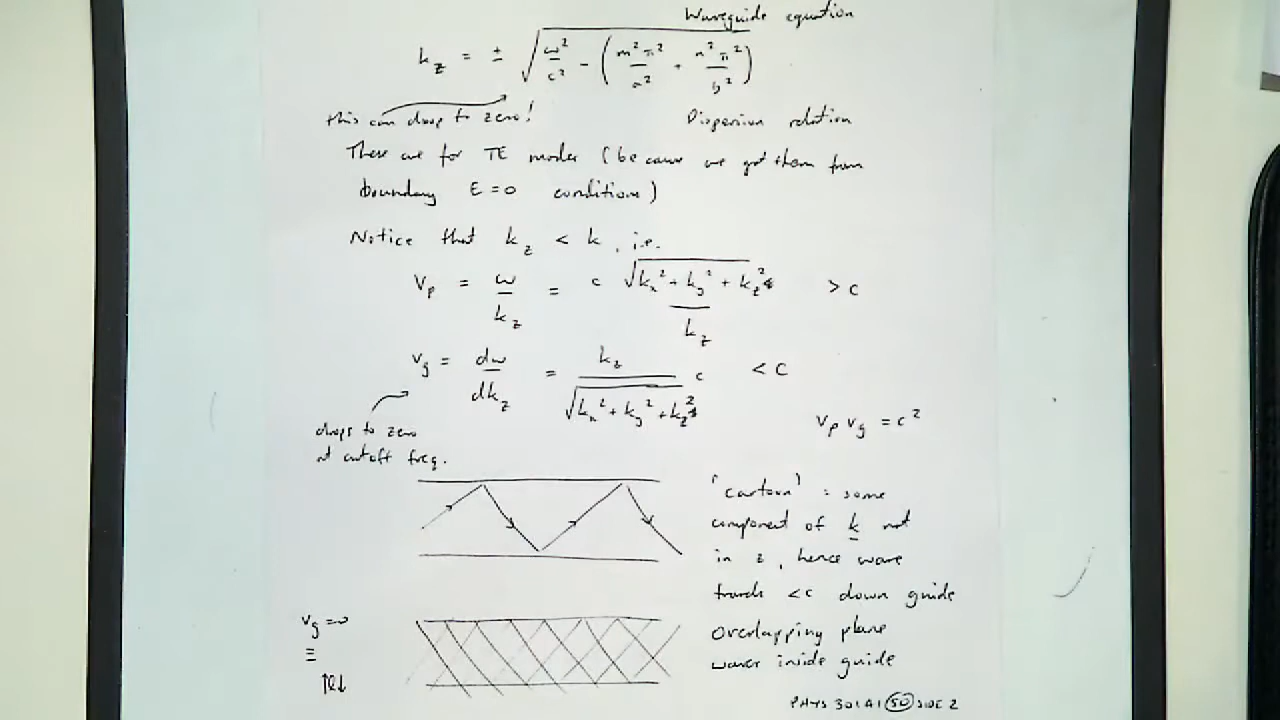 Waveguide equation
k_z = ± √(ω²/c² - (m²π²/a² + n²π²/b²))
this can drop to zero!
Dispersion relation
These are for TE modes (because we got them from
boundary E = 0 conditions)
Notice that k_z < k, i.e.
v_p = ω/k_z = c √(k_x² + k_y² + k_z²)/k_z > c
v_g = dω/dk_z = k_z/√(k_x² + k_y² + k_z²) c < c
drops to zero
at cutoff freq.
v_p v_g = c²
'cartoon' : some
component of k not
in z, hence wave
travels <c down guide
v_g = 0
≡
↑&↓
overlapping plane
waves inside guide
PHYS 301A1 50 SIDE 2